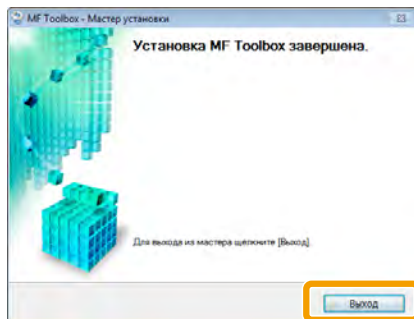 MF Toolbox - Мастер установки
Установка MF Toolbox завершена.
Для выхода из мастера щелкните [Выход].
Выход